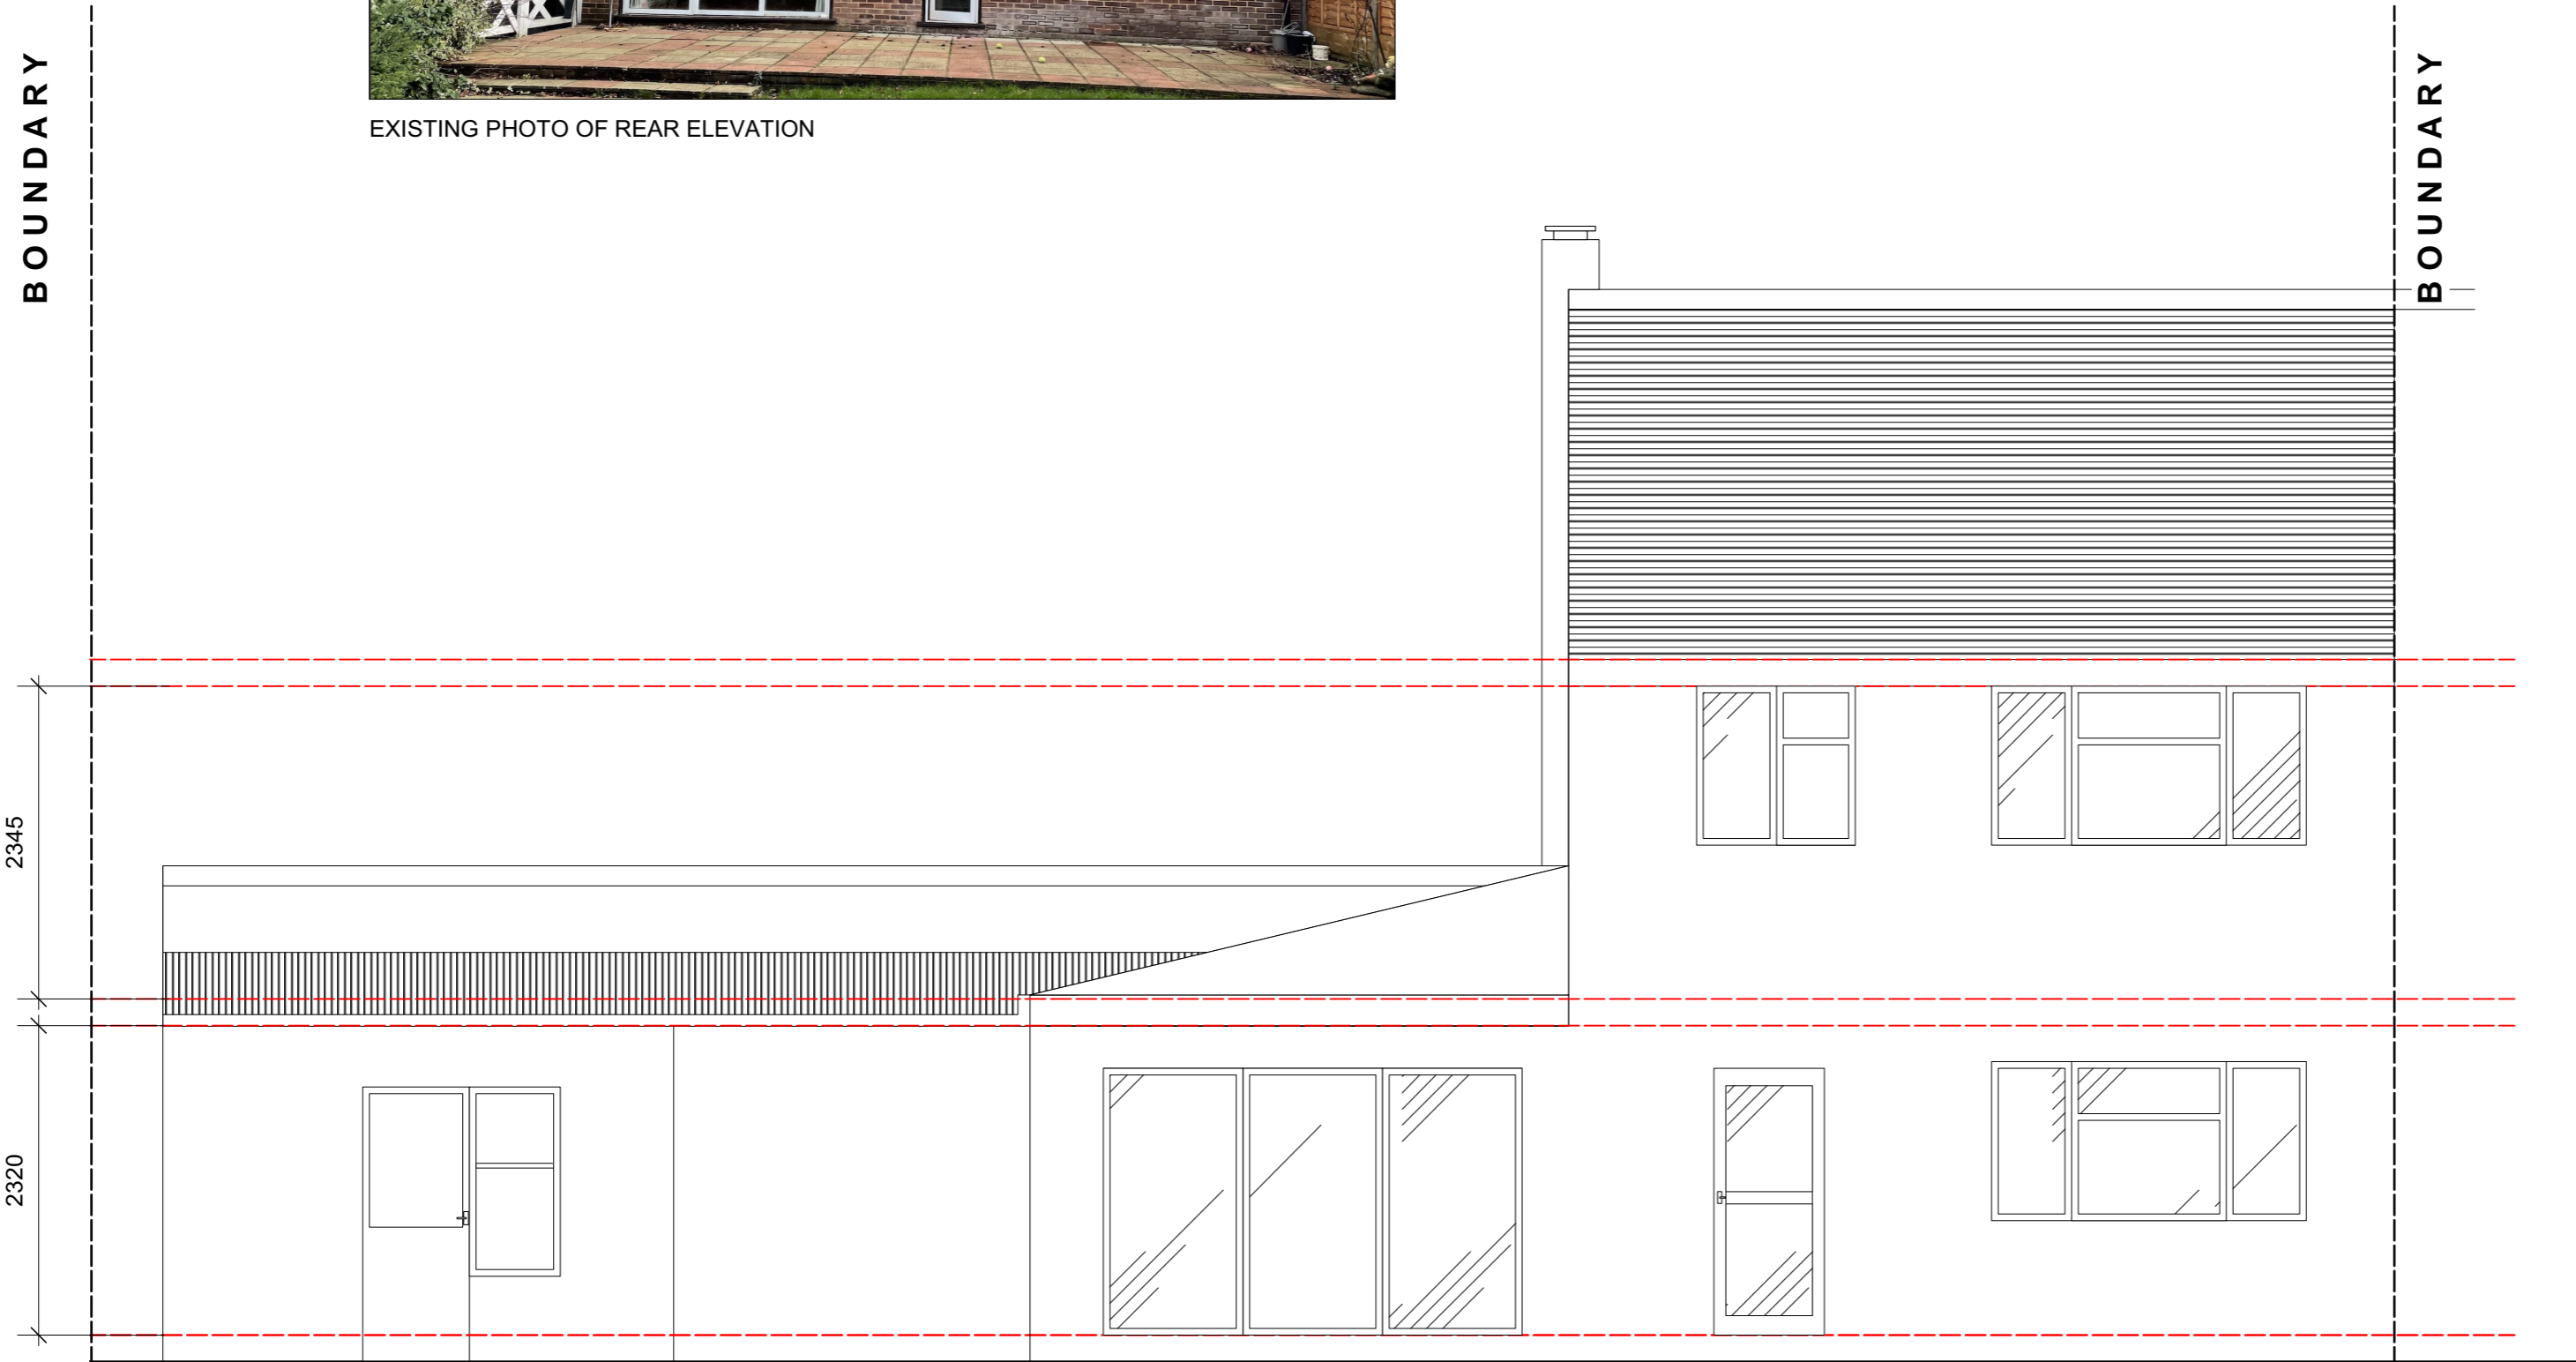 BOUNDARY
BOUNDARY
EXISTING PHOTO OF REAR ELEVATION
2345
2320